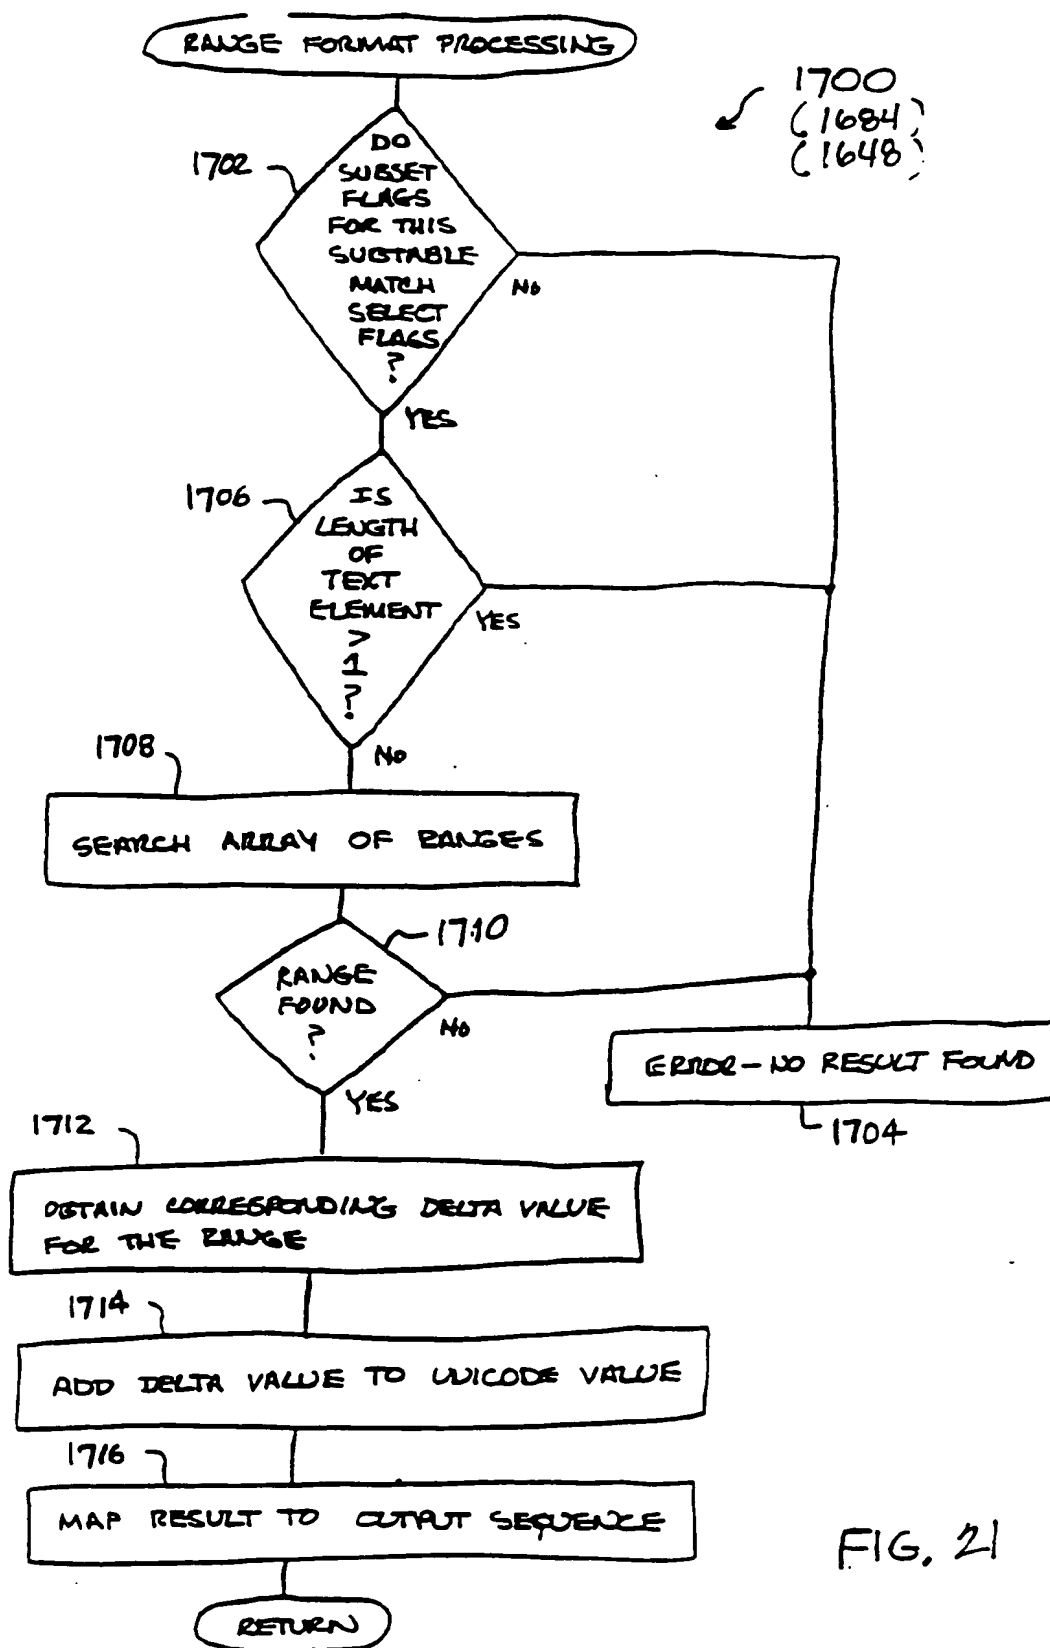 RANGE FORMAT PROCESSING
1700
(1684)
(1648)
1702
DO
SUBSET
FLAGS
FOR THIS
SUBTABLE
MATCH
SELECT
FLAGS
?
NO
YES
1706
IS
LENGTH
OF
TEXT
ELEMENT
>
1
?
YES
NO
1708
SEARCH ARRAY OF RANGES
1710
RANGE
FOUND
?
NO
YES
ERROR-NO RESULT FOUND
1704
1712
OBTAIN CORRESPONDING DELTA VALUE
FOR THE RANGE
1714
ADD DELTA VALUE TO UNICODE VALUE
1716
MAP RESULT TO OUTPUT SEQUENCE
FIG. 21
RETURN